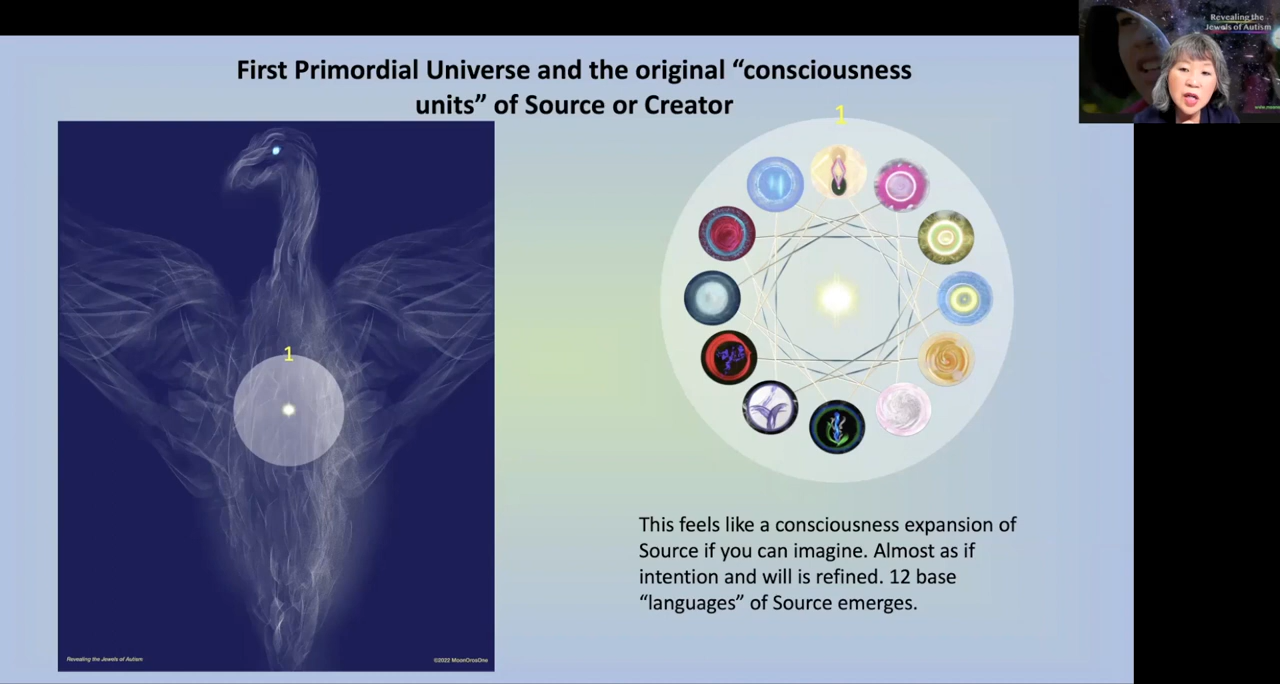 Revealing the
Jewels of Autism
First Primordial Universe and the original “consciousness
units” of Source or Creator
1
1
This feels like a consciousness expansion of
Source if you can imagine. Almost as if
intention and will is refined. 12 base
“languages” of Source emerges.
Revealing the Jewels of Autism
©2022 MoonOrosOne